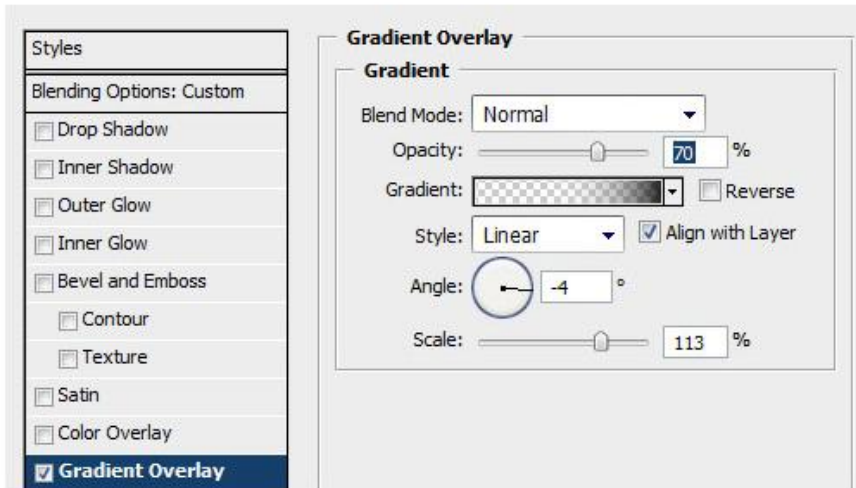 Styles
Blending Options: Custom
Drop Shadow
Inner Shadow
Outer Glow
Inner Glow
Bevel and Emboss
Contour
Texture
Satin
Color Overlay
Gradient Overlay
Gradient Overlay
Gradient
Blend Mode: Normal
Opacity: 70 %
Gradient: Reverse
Style: Linear Align with Layer
Angle: -4 °
Scale: 113 %